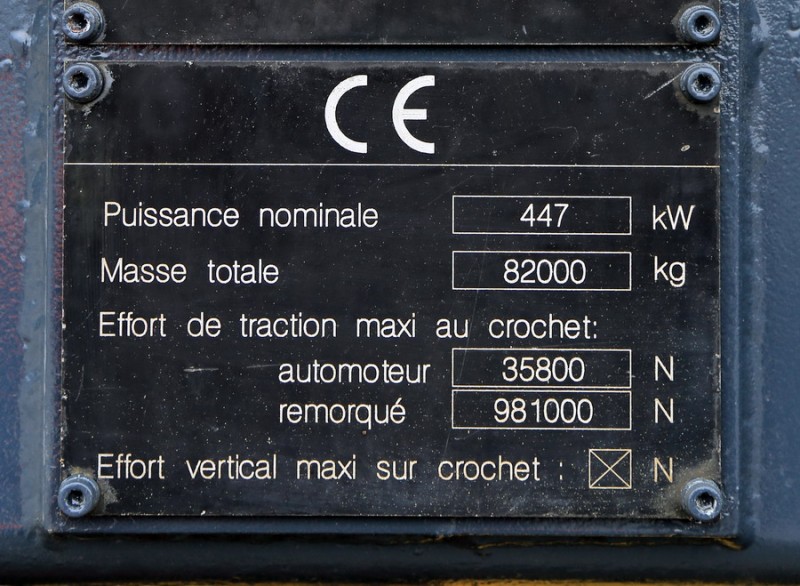 CE
Puissance nominale 447 kW
Masse totale 82000 kg
Effort de traction maxi au crochet:
automoteur 35800 N
remorqué 981000 N
Effort vertical maxi sur crochet : N